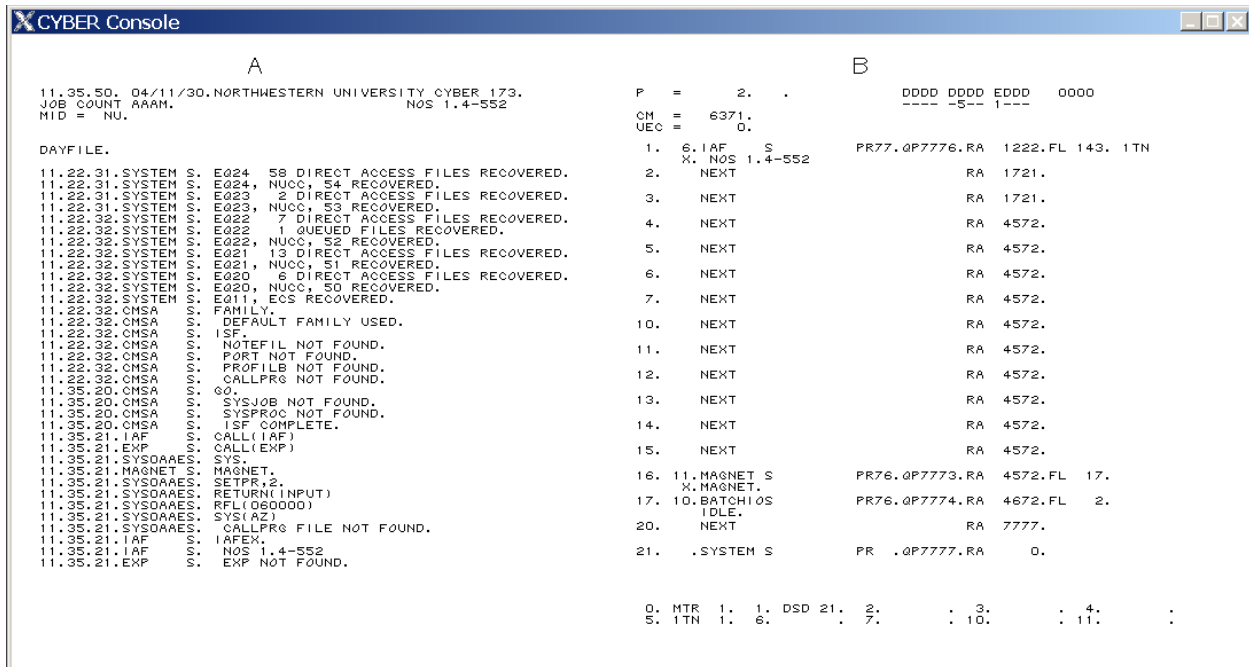 CYBER Console
A
11.35.50. 04/11/30.NORTHWESTERN UNIVERSITY CYBER 173.
JOB COUNT AAAM. NOS 1.4-552
MID = NU.
DAYFILE.
11.22.31.SYSTEM S. EQ24 58 DIRECT ACCESS FILES RECOVERED.
11.22.31.SYSTEM S. EQ24, NUCC, 54 RECOVERED.
11.22.31.SYSTEM S. EQ23 2 DIRECT ACCESS FILES RECOVERED.
11.22.31.SYSTEM S. EQ23, NUCC, 53 RECOVERED.
11.22.32.SYSTEM S. EQ22 7 DIRECT ACCESS FILES RECOVERED.
11.22.32.SYSTEM S. EQ22 1 QUEUED FILES RECOVERED.
11.22.32.SYSTEM S. EQ22, NUCC, 52 RECOVERED.
11.22.32.SYSTEM S. EQ21 13 DIRECT ACCESS FILES RECOVERED.
11.22.32.SYSTEM S. EQ21, NUCC, 51 RECOVERED.
11.22.32.SYSTEM S. EQ20 6 DIRECT ACCESS FILES RECOVERED.
11.22.32.SYSTEM S. EQ20, NUCC, 50 RECOVERED.
11.22.32.SYSTEM S. EQ11, ECS RECOVERED.
11.22.32.CMSA S. FAMILY.
11.22.32.CMSA S. DEFAULT FAMILY USED.
11.22.32.CMSA S. ISF.
11.22.32.CMSA S. NOTEFIL NOT FOUND.
11.22.32.CMSA S. PORT NOT FOUND.
11.22.32.CMSA S. PROFILB NOT FOUND.
11.22.32.CMSA S. CALLPRG NOT FOUND.
11.35.20.CMSA S. GO.
11.35.20.CMSA S. SYSJOB NOT FOUND.
11.35.20.CMSA S. SYSPROC NOT FOUND.
11.35.20.CMSA S. ISF COMPLETE.
11.35.21.IAF S. CALL(IAF)
11.35.21.EXP S. CALL(EXP)
11.35.21.SYSOAAES. SYS.
11.35.21.MAGNET S. MAGNET.
11.35.21.SYSOAAES. SETPR,2.
11.35.21.SYSOAAES. RETURN(INPUT)
11.35.21.SYSOAAES. RFL(060000)
11.35.21.SYSOAAES. SYS(AZ)
11.35.21.SYSOAAES. CALLPRG FILE NOT FOUND.
11.35.21.IAF S. IAFEX.
11.35.21.IAF S. NOS 1.4-552
11.35.21.EXP S. EXP NOT FOUND.
B
P = 2. . DDDD DDDD EDDD 0000
---- -5-- 1---
CM = 6371.
UEC = 0.
1. 6.IAF S PR77.QP7776.RA 1222.FL 143. 1TN
X. NOS 1.4-552
2. NEXT RA 1721.
3. NEXT RA 1721.
4. NEXT RA 4572.
5. NEXT RA 4572.
6. NEXT RA 4572.
7. NEXT RA 4572.
10. NEXT RA 4572.
11. NEXT RA 4572.
12. NEXT RA 4572.
13. NEXT RA 4572.
14. NEXT RA 4572.
15. NEXT RA 4572.
16. 11.MAGNET S PR76.QP7773.RA 4572.FL 17.
X.MAGNET.
17. 10.BATCHIOS PR76.QP7774.RA 4672.FL 2.
IDLE.
20. NEXT RA 7777.
21. .SYSTEM S PR .QP7777.RA 0.
0. MTR 1. 1. DSD 21. 2. . 3. . 4. .
5. 1TN 1. 6. . 7. . 10. . 11. .